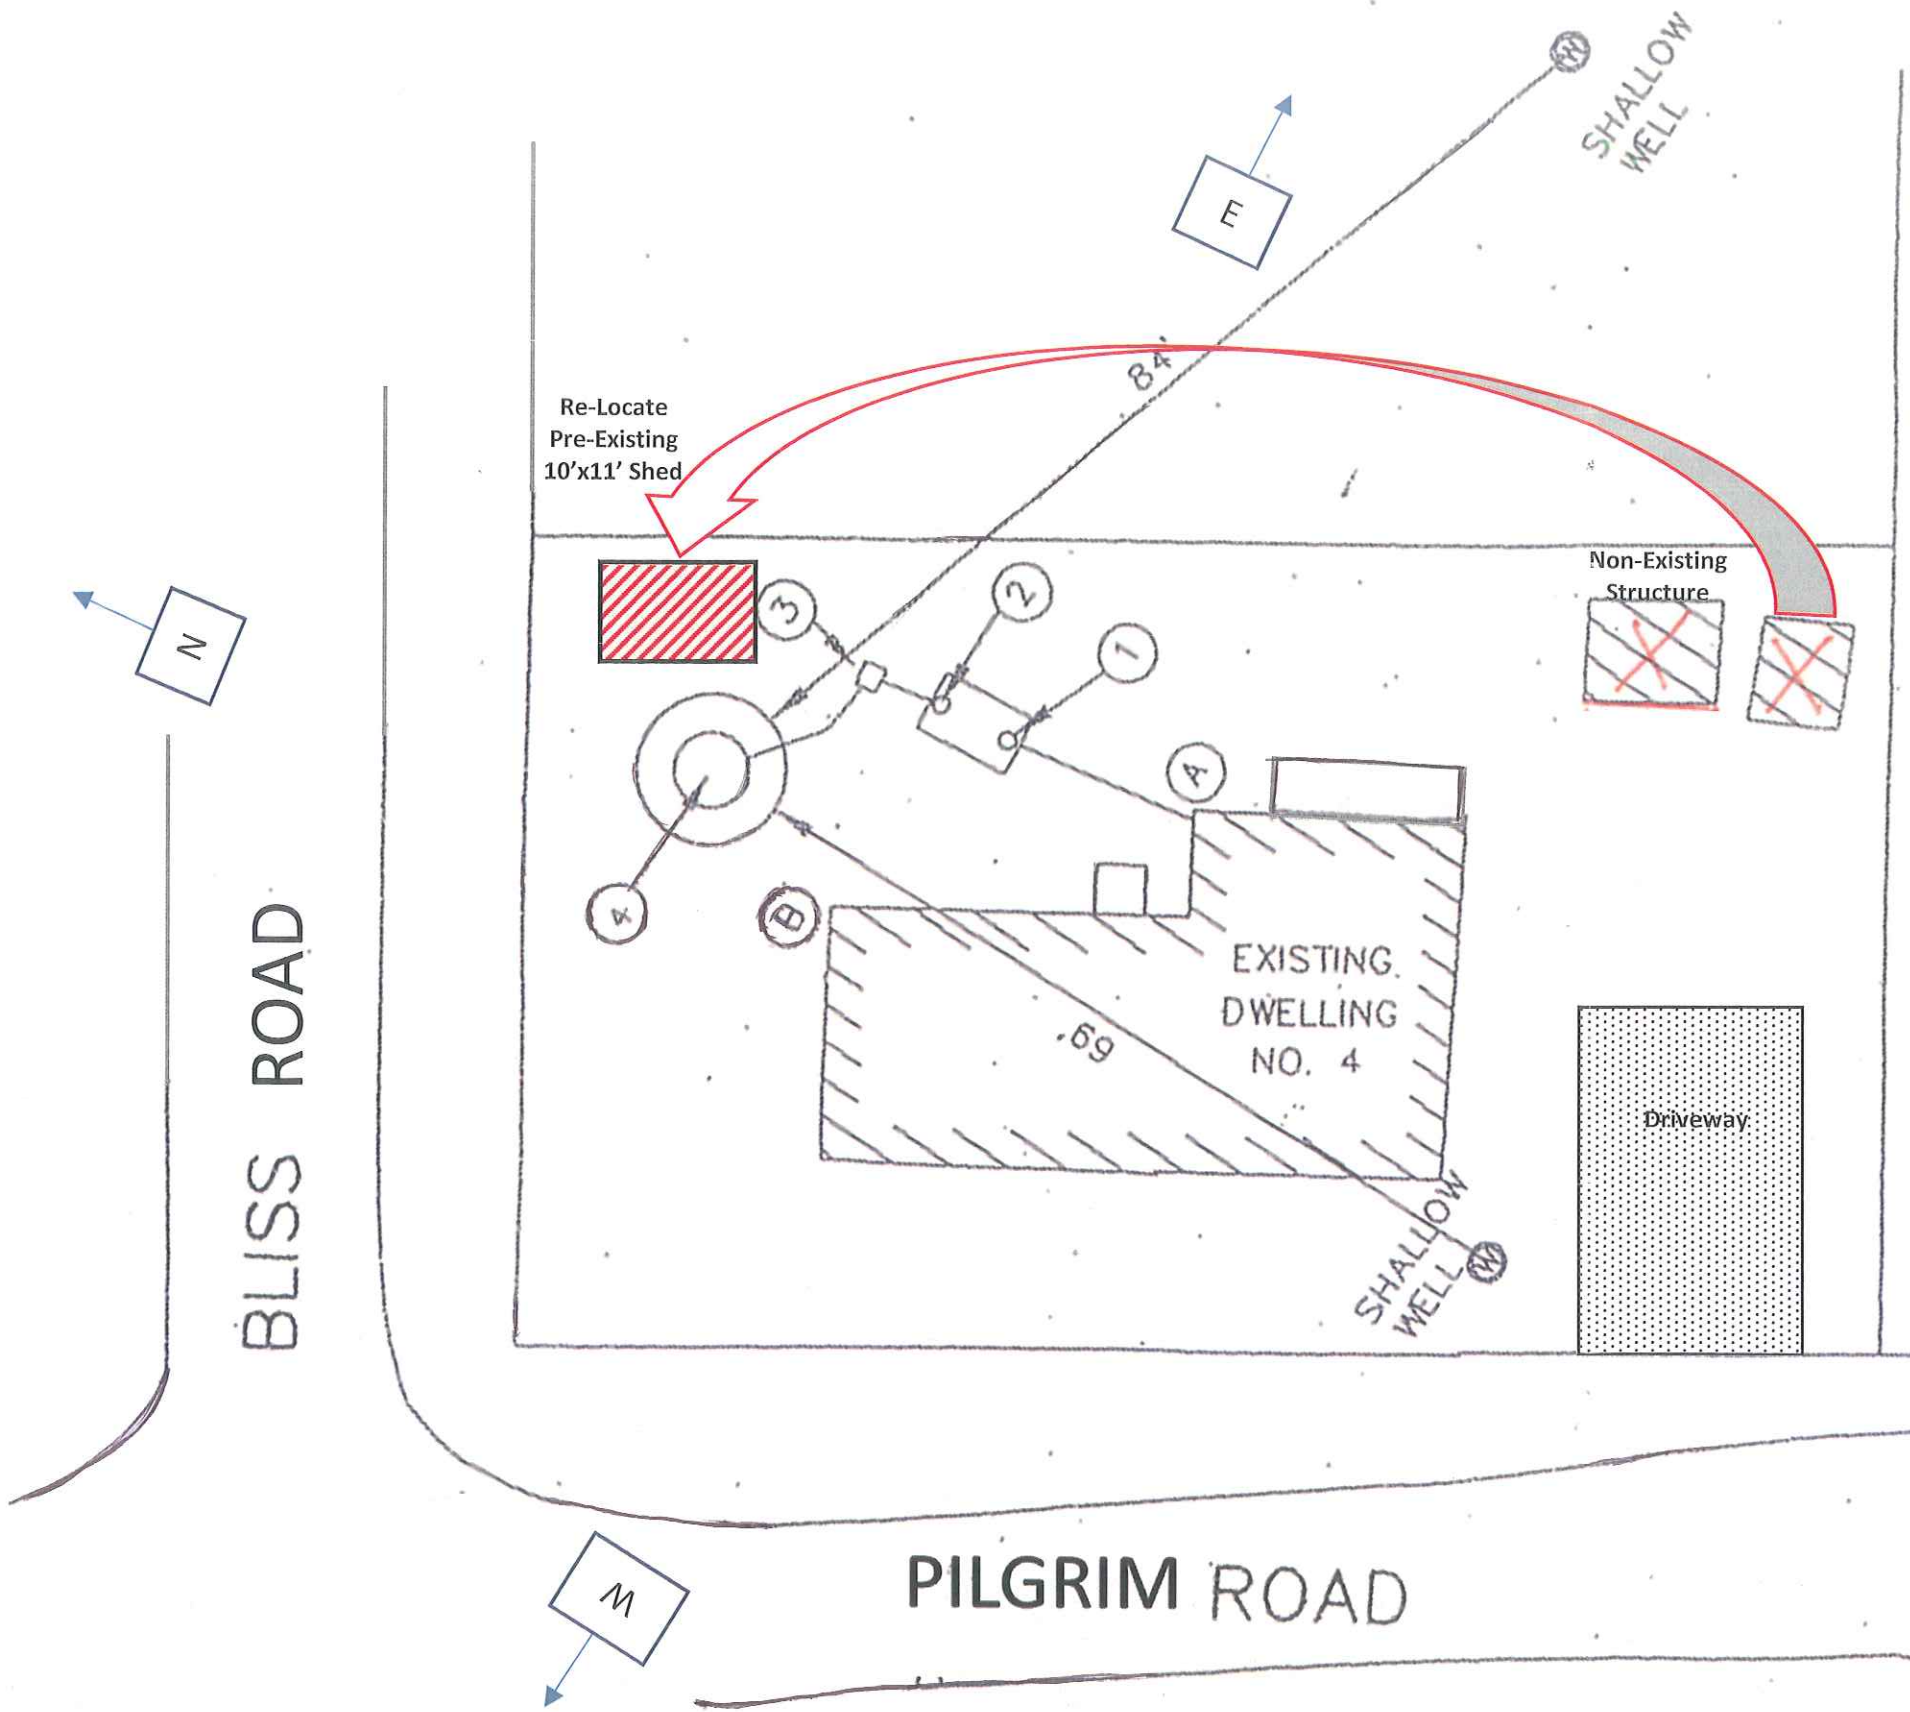 W
SHALLOW
WELL
E
84'
Re-Locate
Pre-Existing
10'x11' Shed
Non-Existing
Structure
3
2
1
N
A
4
B
EXISTING.
DWELLING
NO. 4
69'
Driveway
BLISS ROAD
SHALLOW
WELL
W
W
PILGRIM ROAD